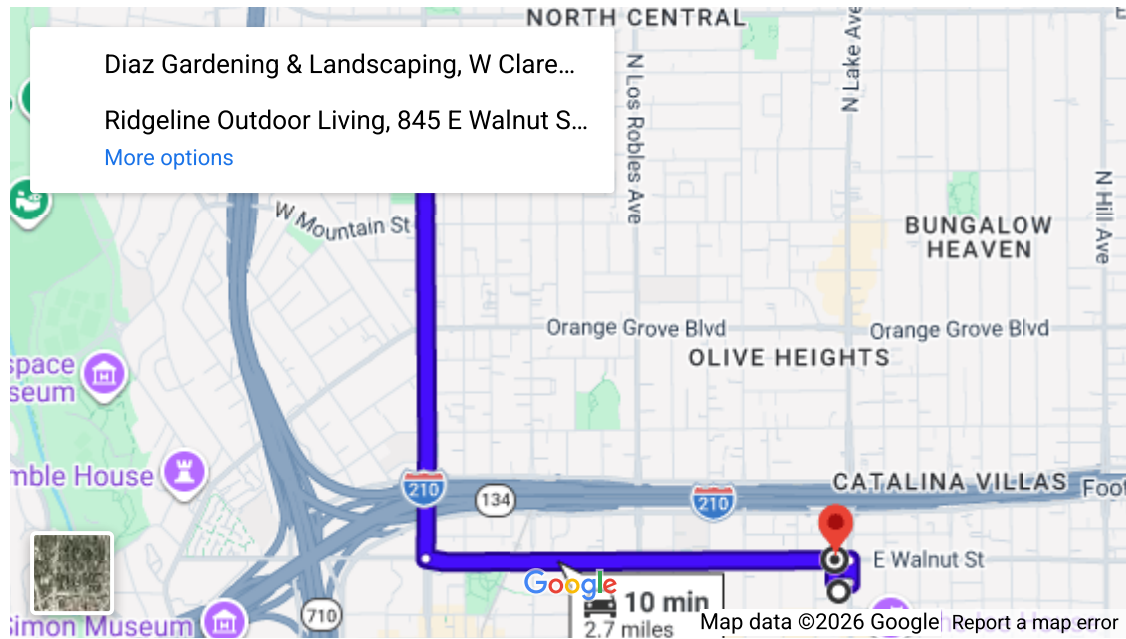 NORTH CENTRAL
Diaz Gardening & Landscaping, W Clare...
Ridgeline Outdoor Living, 845 E Walnut S...
More options
N Los Robles Ave
N Lake Ave
N Hill Ave
W Mountain St
BUNGALOW
HEAVEN
Orange Grove Blvd
Orange Grove Blvd
OLIVE HEIGHTS
space
seum
mble House
210
134
210
CATALINA VILLAS
Foot
E Walnut St
Google
10 min
2.7 miles
710
Simon Museum
Map data ©2026 Google
Report a map error